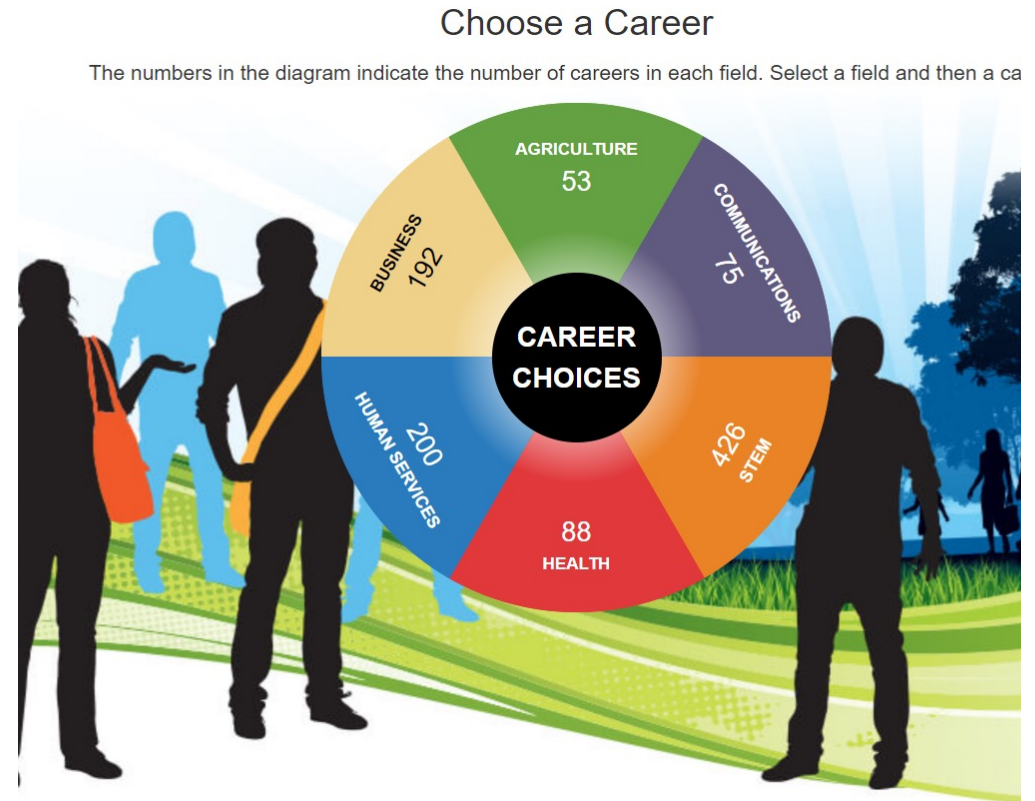 Choose a Career
The numbers in the diagram indicate the number of careers in each field. Select a field and then a ca
AGRICULTURE
53
COMMUNICATIONS
75
BUSINESS
192
CAREER
CHOICES
200
HUMAN SERVICES
426
STEM
88
HEALTH